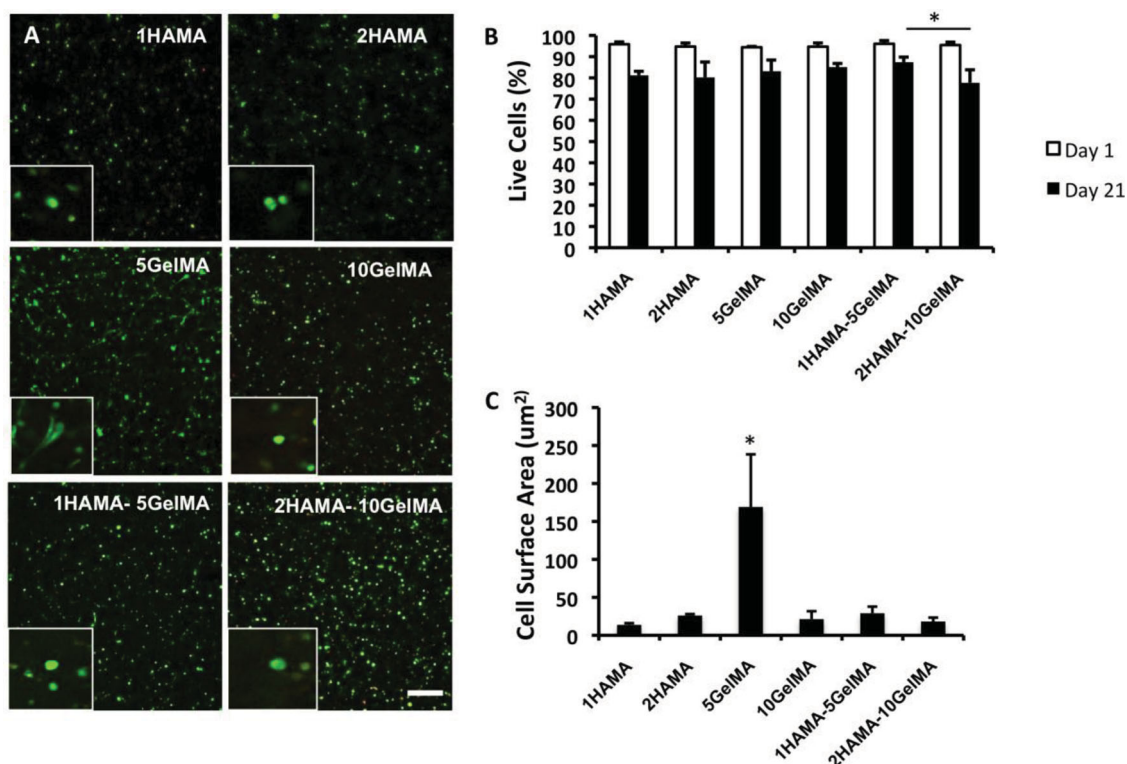 A
1HAMA
2HAMA
5GelMA
10GelMA
1HAMA- 5GelMA
2HAMA- 10GelMA
B
*
Live Cells (%)
100
90
80
70
60
50
40
30
20
10
0
1HAMA
2HAMA
5GelMA
10GelMA
1HAMA-5GelMA
2HAMA-10GelMA
Day 1
Day 21
C
Cell Surface Area (um²)
300
250
200
150
100
50
0
*
1HAMA
2HAMA
5GelMA
10GelMA
1HAMA-5GelMA
2HAMA-10GelMA